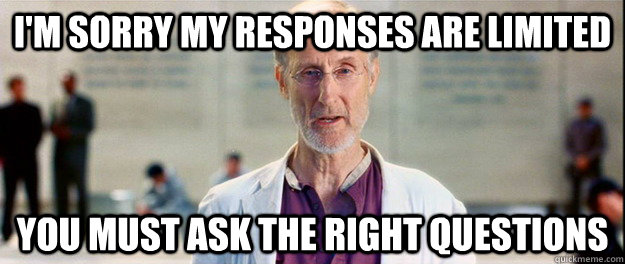 I'M SORRY MY RESPONSES ARE LIMITED
YOU MUST ASK THE RIGHT QUESTIONS
quickmeme.com